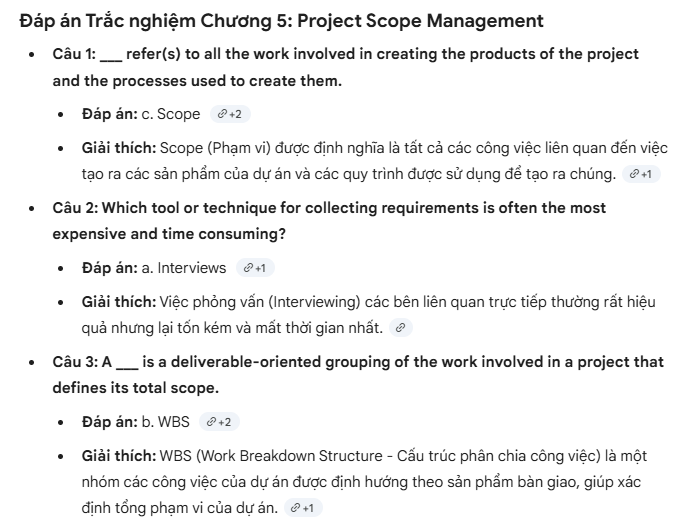 Đáp án Trắc nghiệm Chương 5: Project Scope Management
• Câu 1: ___ refer(s) to all the work involved in creating the products of the project
and the processes used to create them.
• Đáp án: c. Scope +2
• Giải thích: Scope (Phạm vi) được định nghĩa là tất cả các công việc liên quan đến việc
tạo ra các sản phẩm của dự án và các quy trình được sử dụng để tạo ra chúng. +1
• Câu 2: Which tool or technique for collecting requirements is often the most
expensive and time consuming?
• Đáp án: a. Interviews +1
• Giải thích: Việc phỏng vấn (Interviewing) các bên liên quan trực tiếp thường rất hiệu
quả nhưng lại tốn kém và mất thời gian nhất.
• Câu 3: A ___ is a deliverable-oriented grouping of the work involved in a project that
defines its total scope.
• Đáp án: b. WBS +2
• Giải thích: WBS (Work Breakdown Structure - Cấu trúc phân chia công việc) là một
nhóm các công việc của dự án được định hướng theo sản phẩm bàn giao, giúp xác
định tổng phạm vi của dự án. +1